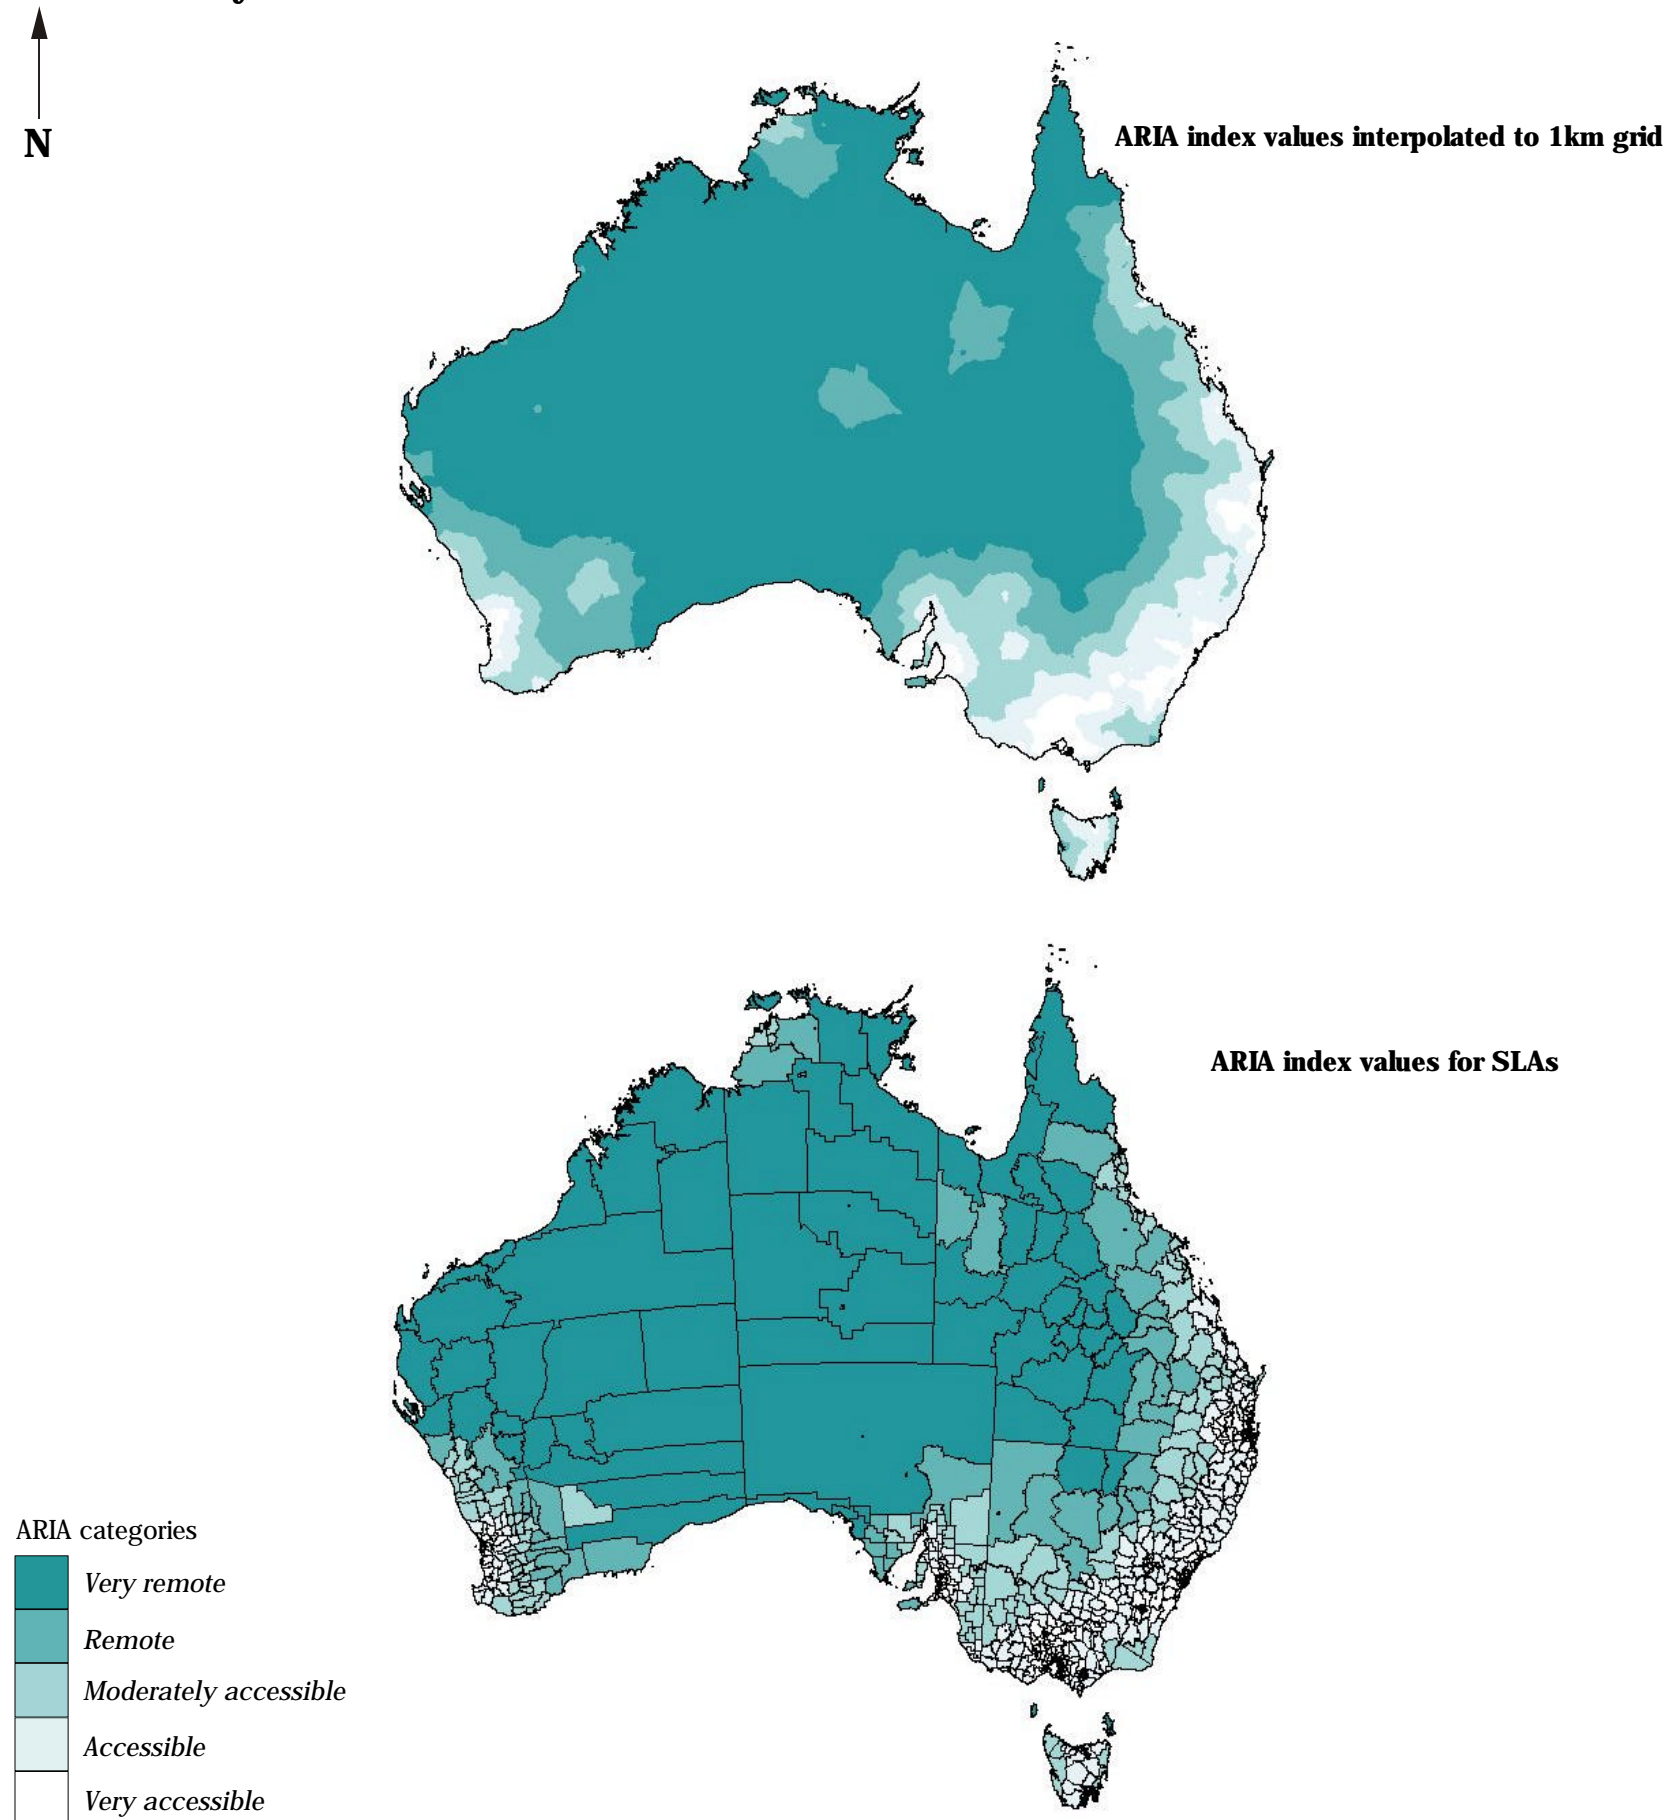 N
ARIA index values interpolated to 1km grid
ARIA index values for SLAs
ARIA categories
Very remote
Remote
Moderately accessible
Accessible
Very accessible